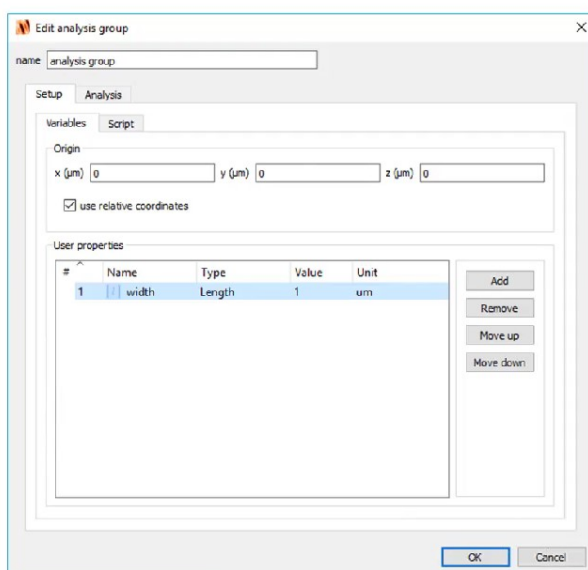 Edit analysis group
name analysis group
Setup Analysis
Variables Script
Origin
x (µm) 0 y (µm) 0 z (µm) 0
use relative coordinates
User properties
# Name Type Value Unit
1 width Length 1 um
Add
Remove
Move up
Move down
OK Cancel